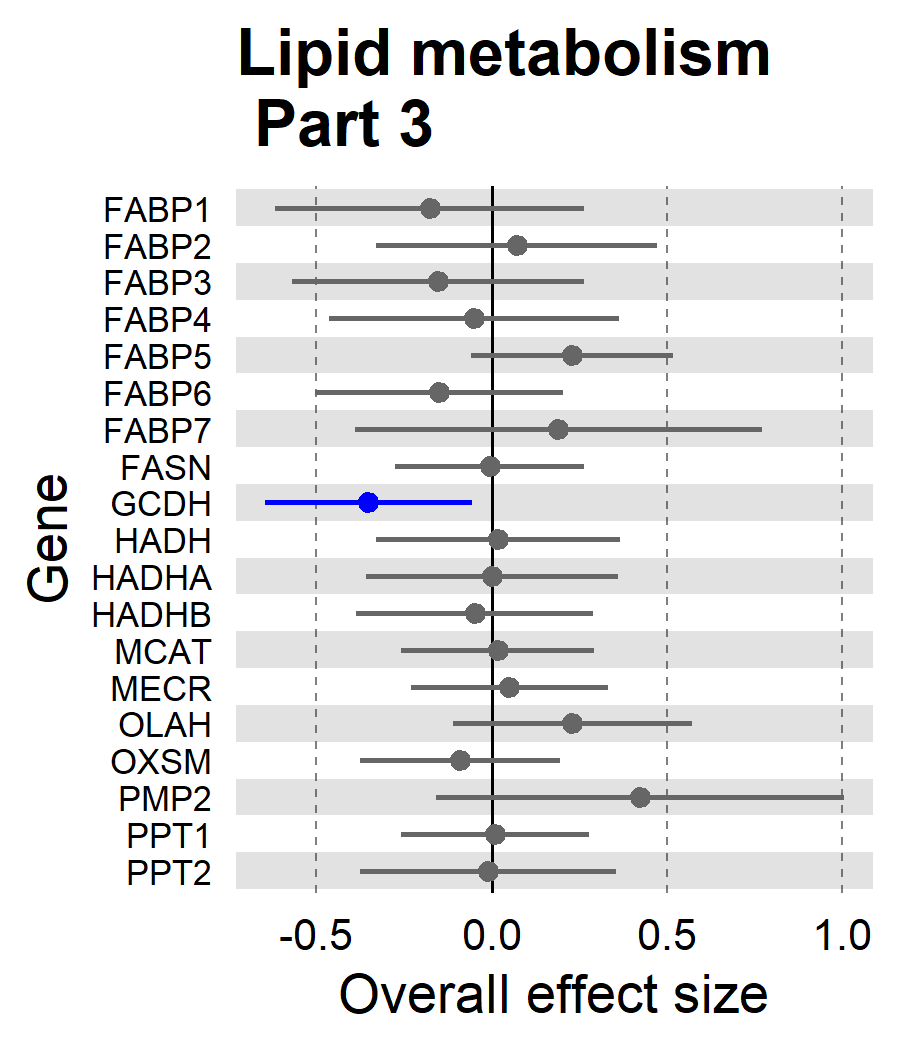 Lipid metabolism
Part 3
FABP1
FABP2
FABP3
FABP4
FABP5
FABP6
FABP7
FASN
GCDH
HADH
HADHA
HADHB
MCAT
MECR
OLAH
OXSM
PMP2
PPT1
PPT2
Gene
-0.5 0.0 0.5 1.0
Overall effect size